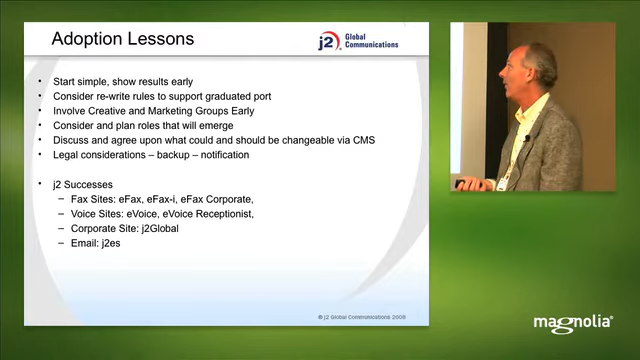 Adoption Lessons
j2 Global Communications
• Start simple, show results early
• Consider re-write rules to support graduated port
• Involve Creative and Marketing Groups Early
• Consider and plan roles that will emerge
• Discuss and agree upon what could and should be changeable via CMS
• Legal considerations – backup – notification
• j2 Successes
– Fax Sites: eFax, eFax-i, eFax Corporate,
– Voice Sites: eVoice, eVoice Receptionist,
– Corporate Site: j2Global
– Email: j2es
© j2 Global Communications 2009
magnolia®